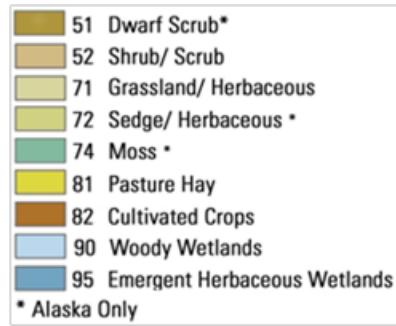 51 Dwarf Scrub*
52 Shrub/ Scrub
71 Grassland/ Herbaceous
72 Sedge/ Herbaceous *
74 Moss *
81 Pasture Hay
82 Cultivated Crops
90 Woody Wetlands
95 Emergent Herbaceous Wetlands
* Alaska Only